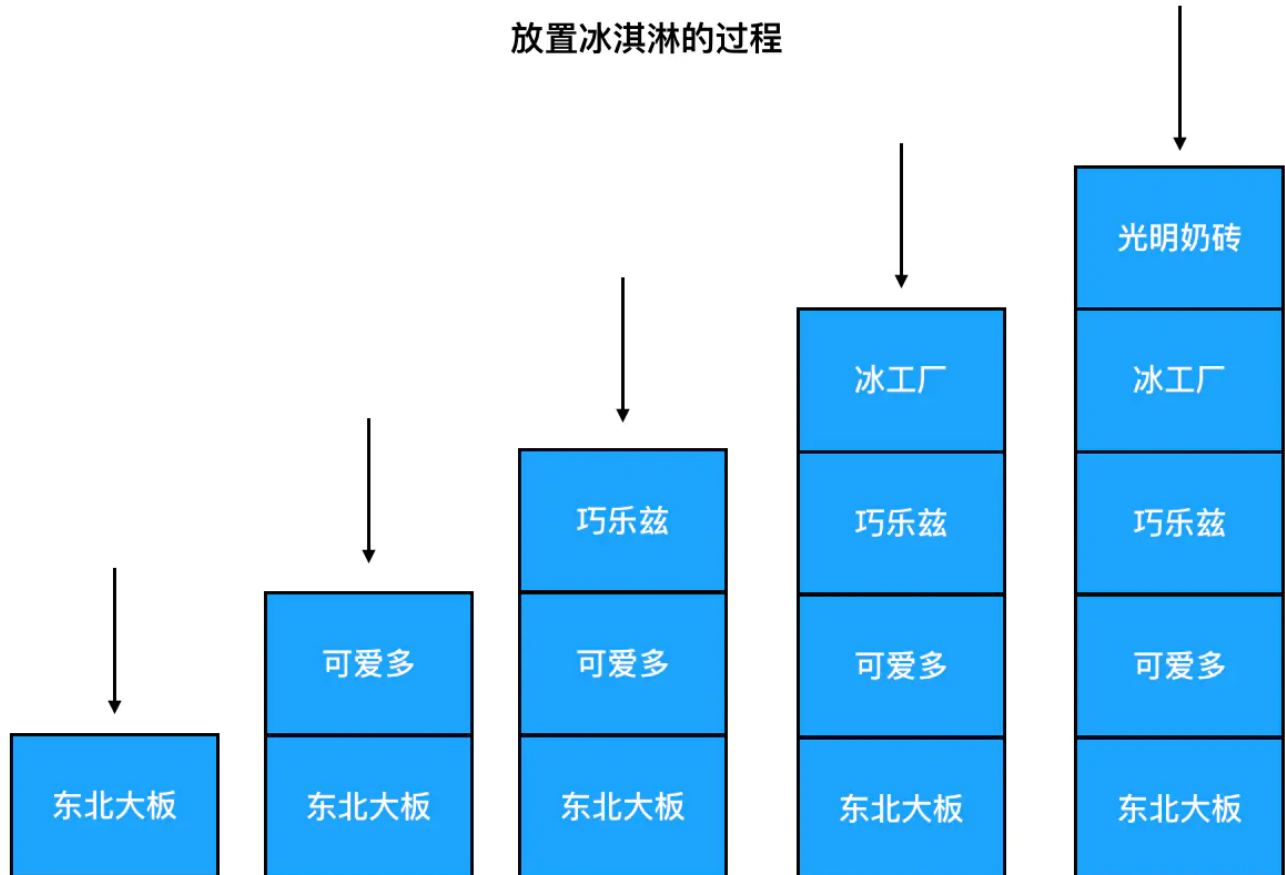 放置冰淇淋的过程
东北大板
可爱多
东北大板
巧乐兹
可爱多
东北大板
冰工厂
巧乐兹
可爱多
东北大板
光明奶砖
冰工厂
巧乐兹
可爱多
东北大板